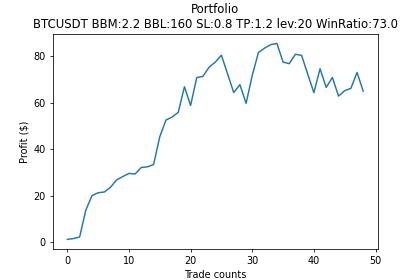 Portfolio
BTCUSDT BBM:2.2 BBL:160 SL:0.8 TP:1.2 lev:20 WinRatio:73.0
80
60
40
20
0
Profit ($)
0 10 20 30 40 50
Trade counts